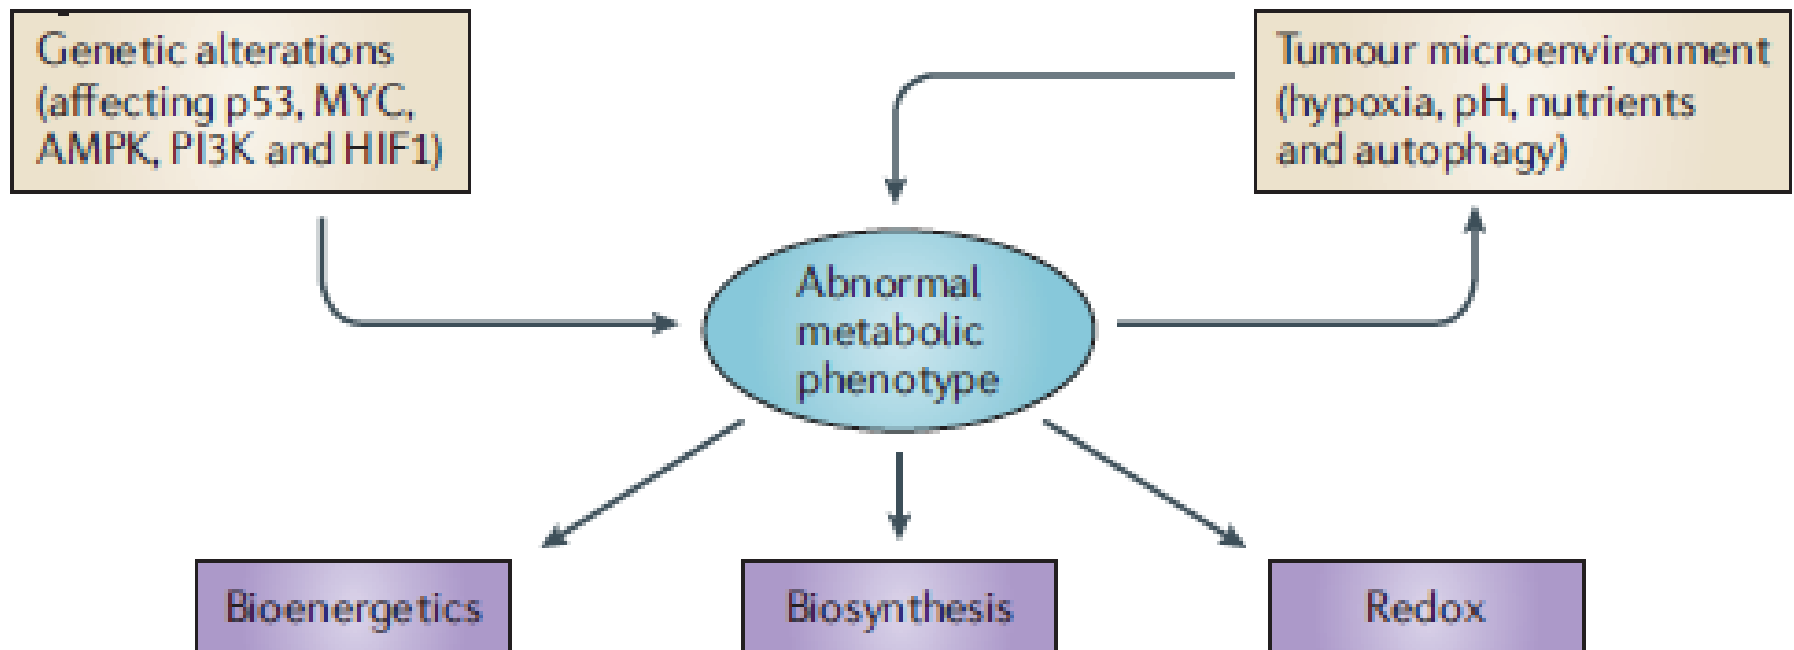 Genetic alterations
(affecting p53, MYC,
AMPK, PI3K and HIF1)
Tumour microenvironment
(hypoxia, pH, nutrients
and autophagy)
Abnormal
metabolic
phenotype
Bioenergetics
Biosynthesis
Redox